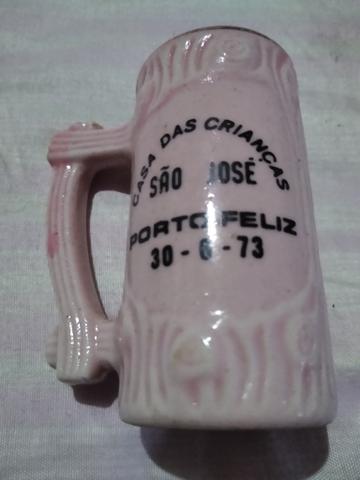 CASA DAS CRIANÇAS
SÃO JOSÉ
PORTO FELIZ
30 - 6 - 73